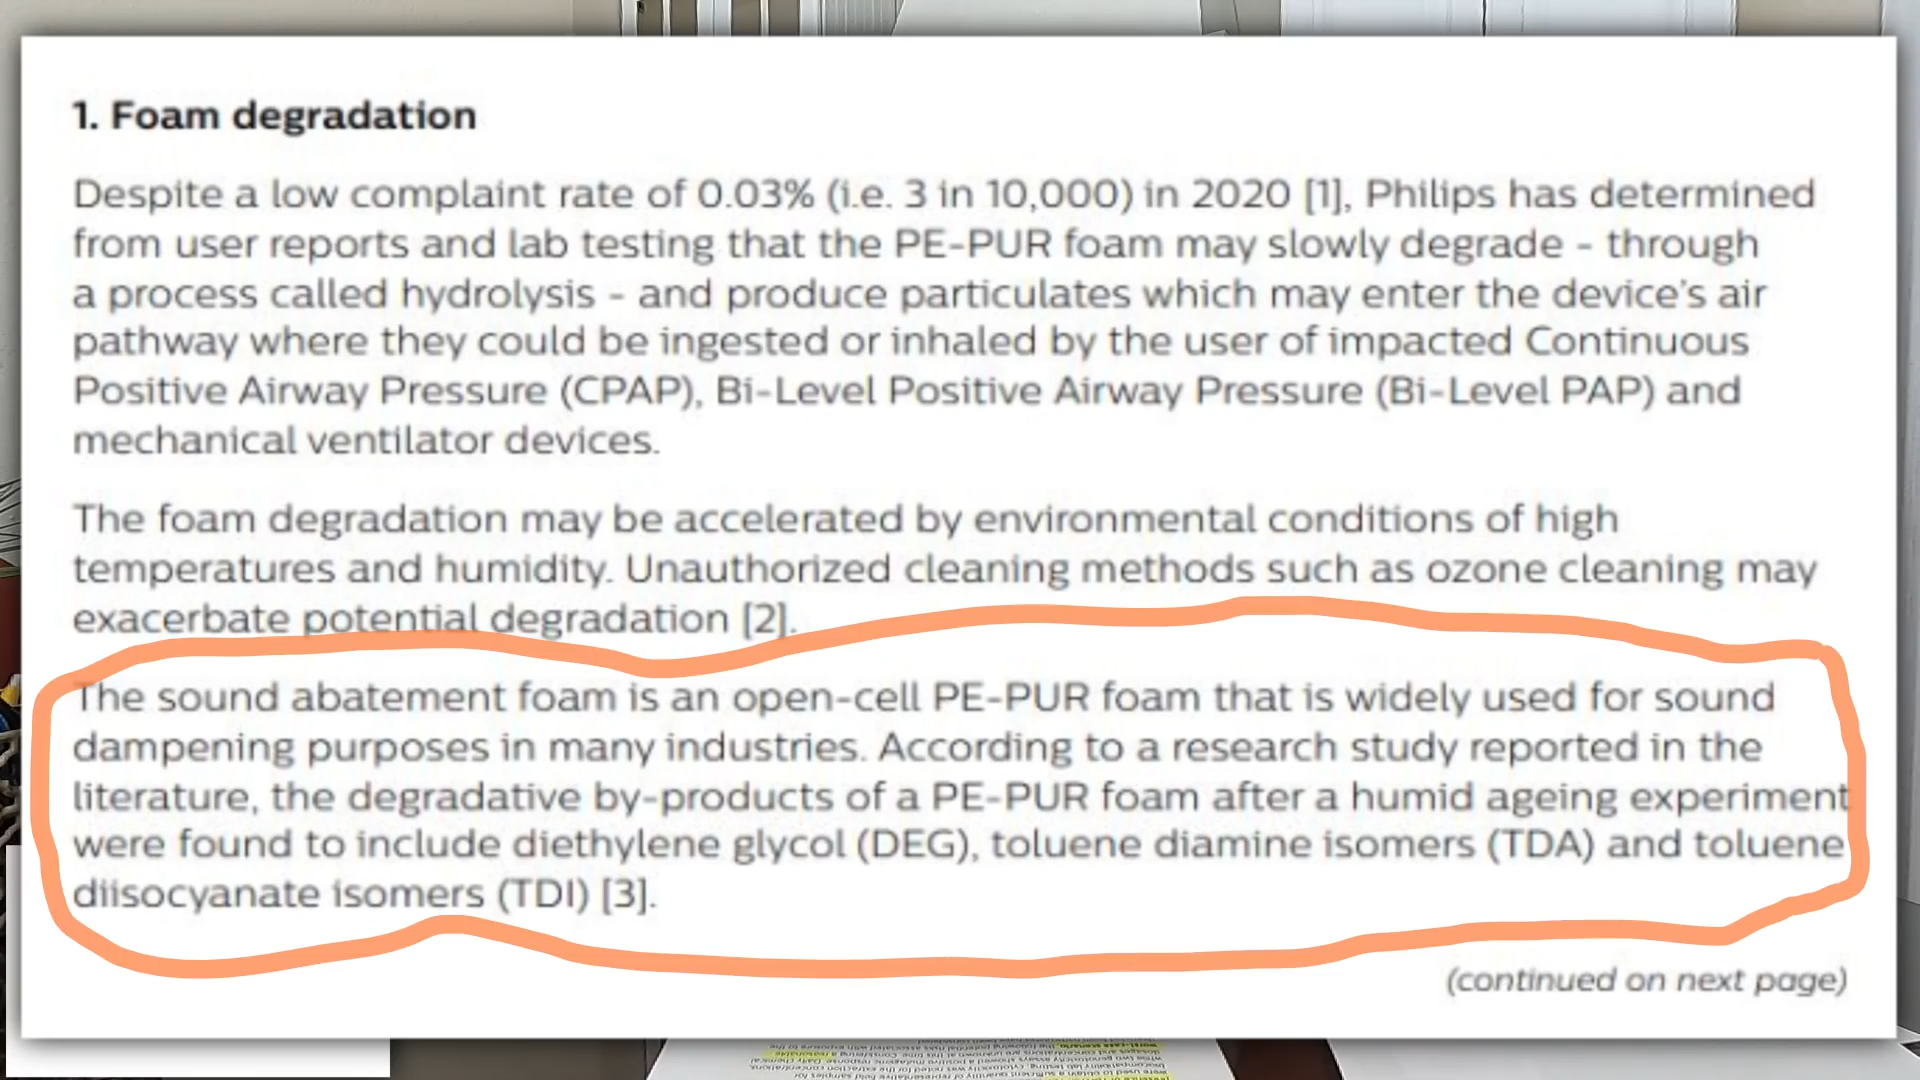 1. Foam degradation
Despite a low complaint rate of 0.03% (i.e. 3 in 10,000) in 2020 [1], Philips has determined
from user reports and lab testing that the PE-PUR foam may slowly degrade - through
a process called hydrolysis - and produce particulates which may enter the device's air
pathway where they could be ingested or inhaled by the user of impacted Continuous
Positive Airway Pressure (CPAP), Bi-Level Positive Airway Pressure (Bi-Level PAP) and
mechanical ventilator devices.
The foam degradation may be accelerated by environmental conditions of high
temperatures and humidity. Unauthorized cleaning methods such as ozone cleaning may
exacerbate potential degradation [2].
The sound abatement foam is an open-cell PE-PUR foam that is widely used for sound
dampening purposes in many industries. According to a research study reported in the
literature, the degradative by-products of a PE-PUR foam after a humid ageing experiment
were found to include diethylene glycol (DEG), toluene diamine isomers (TDA) and toluene
diisocyanate isomers (TDI) [3].
(continued on next page)